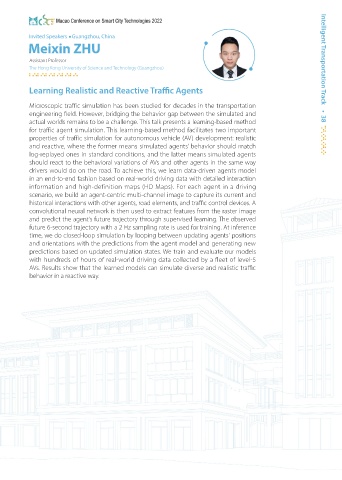 Macao Conference on Smart City Technologies 2022
Invited Speakers • Guangzhou, China
Meixin ZHU
Assistant Professor
The Hong Kong University of Science and Technology (Guangzhou)
Learning Realistic and Reactive Traffic Agents
Microscopic traffic simulation has been studied for decades in the transportation
engineering field. However, bridging the behavior gap between the simulated and
actual worlds remains to be a challenge. This talk presents a learning-based method
for traffic agent simulation. This learning-based method facilitates two important
properties of traffic simulation for autonomous vehicle (AV) development: realistic
and reactive, where the former means simulated agents' behavior should match
log-replayed ones in standard conditions, and the latter means simulated agents
should react to the behavioral variations of AVs and other agents in the same way
drivers would do on the road. To achieve this, we learn data-driven agents model
in an end-to-end fashion based on real-world driving data with detailed interaction
information and high-definition maps (HD Maps). For each agent in a driving
scenario, we build an agent-centric multi-channel image to capture its current and
historical interactions with other agents, road elements, and traffic control devices. A
convolutional neural network is then used to extract features from the raster image
and predict the agent's future trajectory through supervised learning. The observed
future 6-second trajectory with a 2 Hz sampling rate is used for training. At inference
time, we do closed-loop simulation by looping between updating agents' positions
and orientations with the predictions from the agent model and generating new
predictions based on updated simulation states. We train and evaluate our models
with hundreds of hours of real-world driving data collected by a fleet of level-5
AVs. Results show that the learned models can simulate diverse and realistic traffic
behavior in a reactive way.
Intelligent Transportation Track • 38